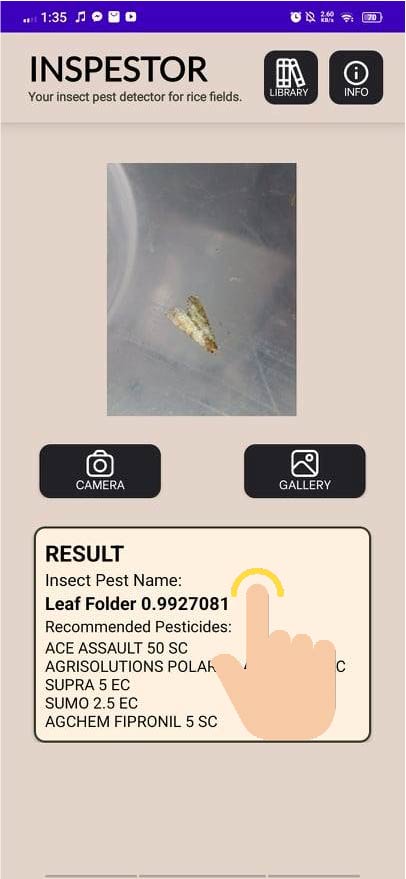 1:35
2.60
KB/s
70
INSPESTOR
Your insect pest detector for rice fields.
LIBRARY
INFO
CAMERA
GALLERY
RESULT
Insect Pest Name:
Leaf Folder 0.9927081
Recommended Pesticides:
ACE ASSAULT 50 SC
AGRISOLUTIONS
SUPRA 5 EC
SUMO 2.5 EC
AGCHEM FIPRONIL 5 SC